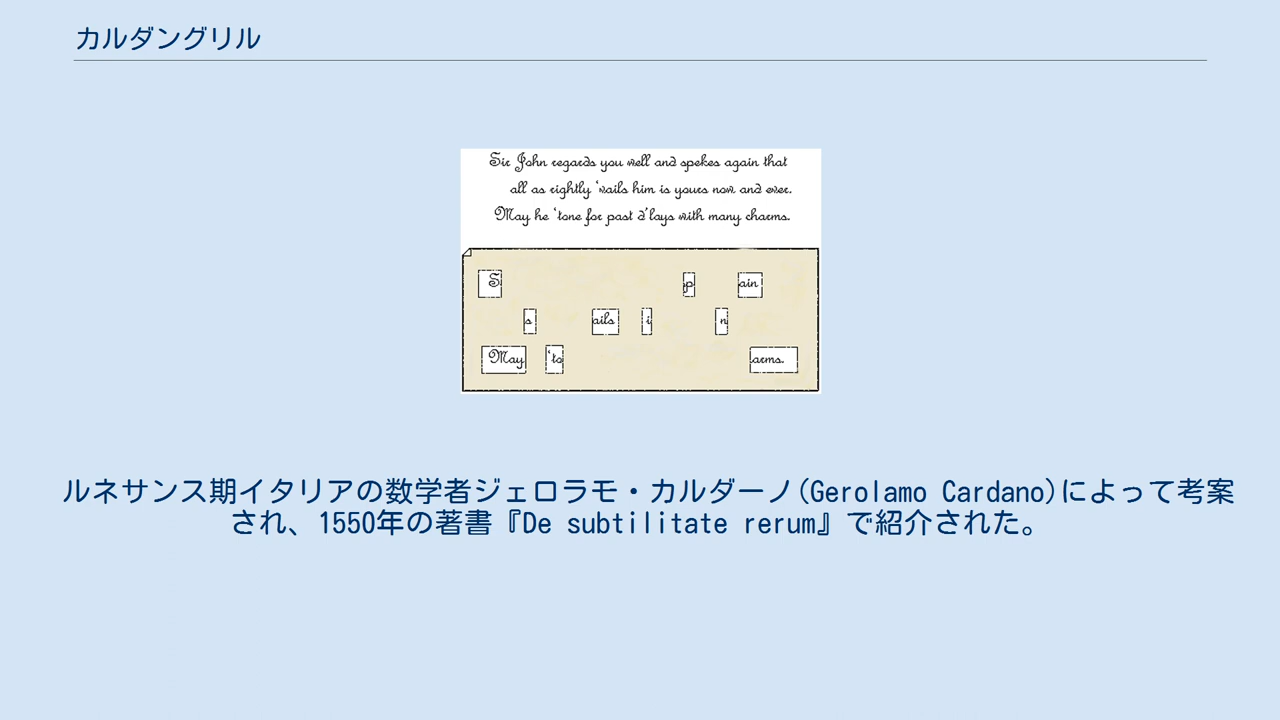 カルダングリル
Sir John regards you well and spekes again that
all as rightly 'vails him is yours now and ever.
May he 'tone for past d'lays with many charms.
S p ain
s ails i n
May 'to arms.
ルネサンス期イタリアの数学者ジェロラモ・カルダーノ(Gerolamo Cardano)によって考案
され、1550年の著書『De subtilitate rerum』で紹介された。